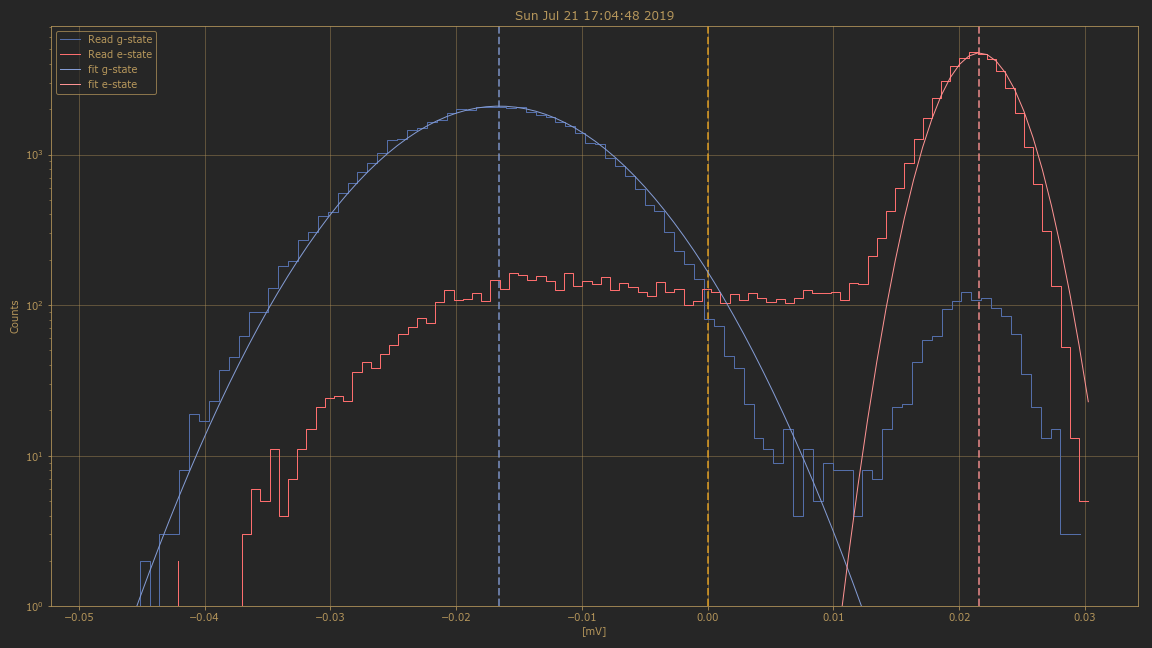 Sun Jul 21 17:04:48 2019
Read g-state
Read e-state
fit g-state
fit e-state
Counts
10³
10²
10¹
10⁰
−0.05 −0.04 −0.03 −0.02 −0.01 0.00 0.01 0.02 0.03
[mV]